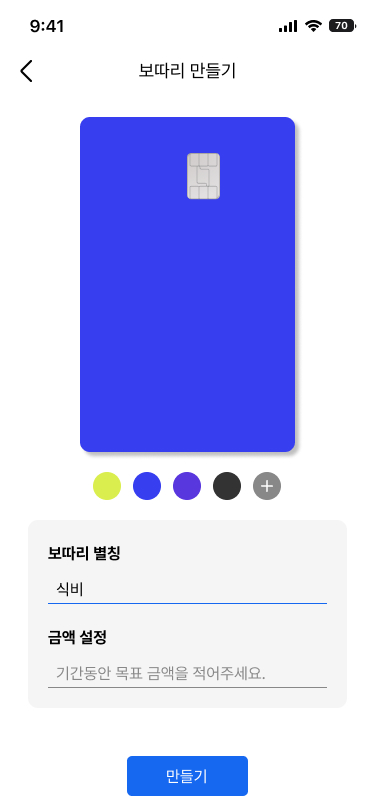 9:41
70
보따리 만들기
보따리 별칭
식비
금액 설정
기간동안 목표 금액을 적어주세요.
만들기